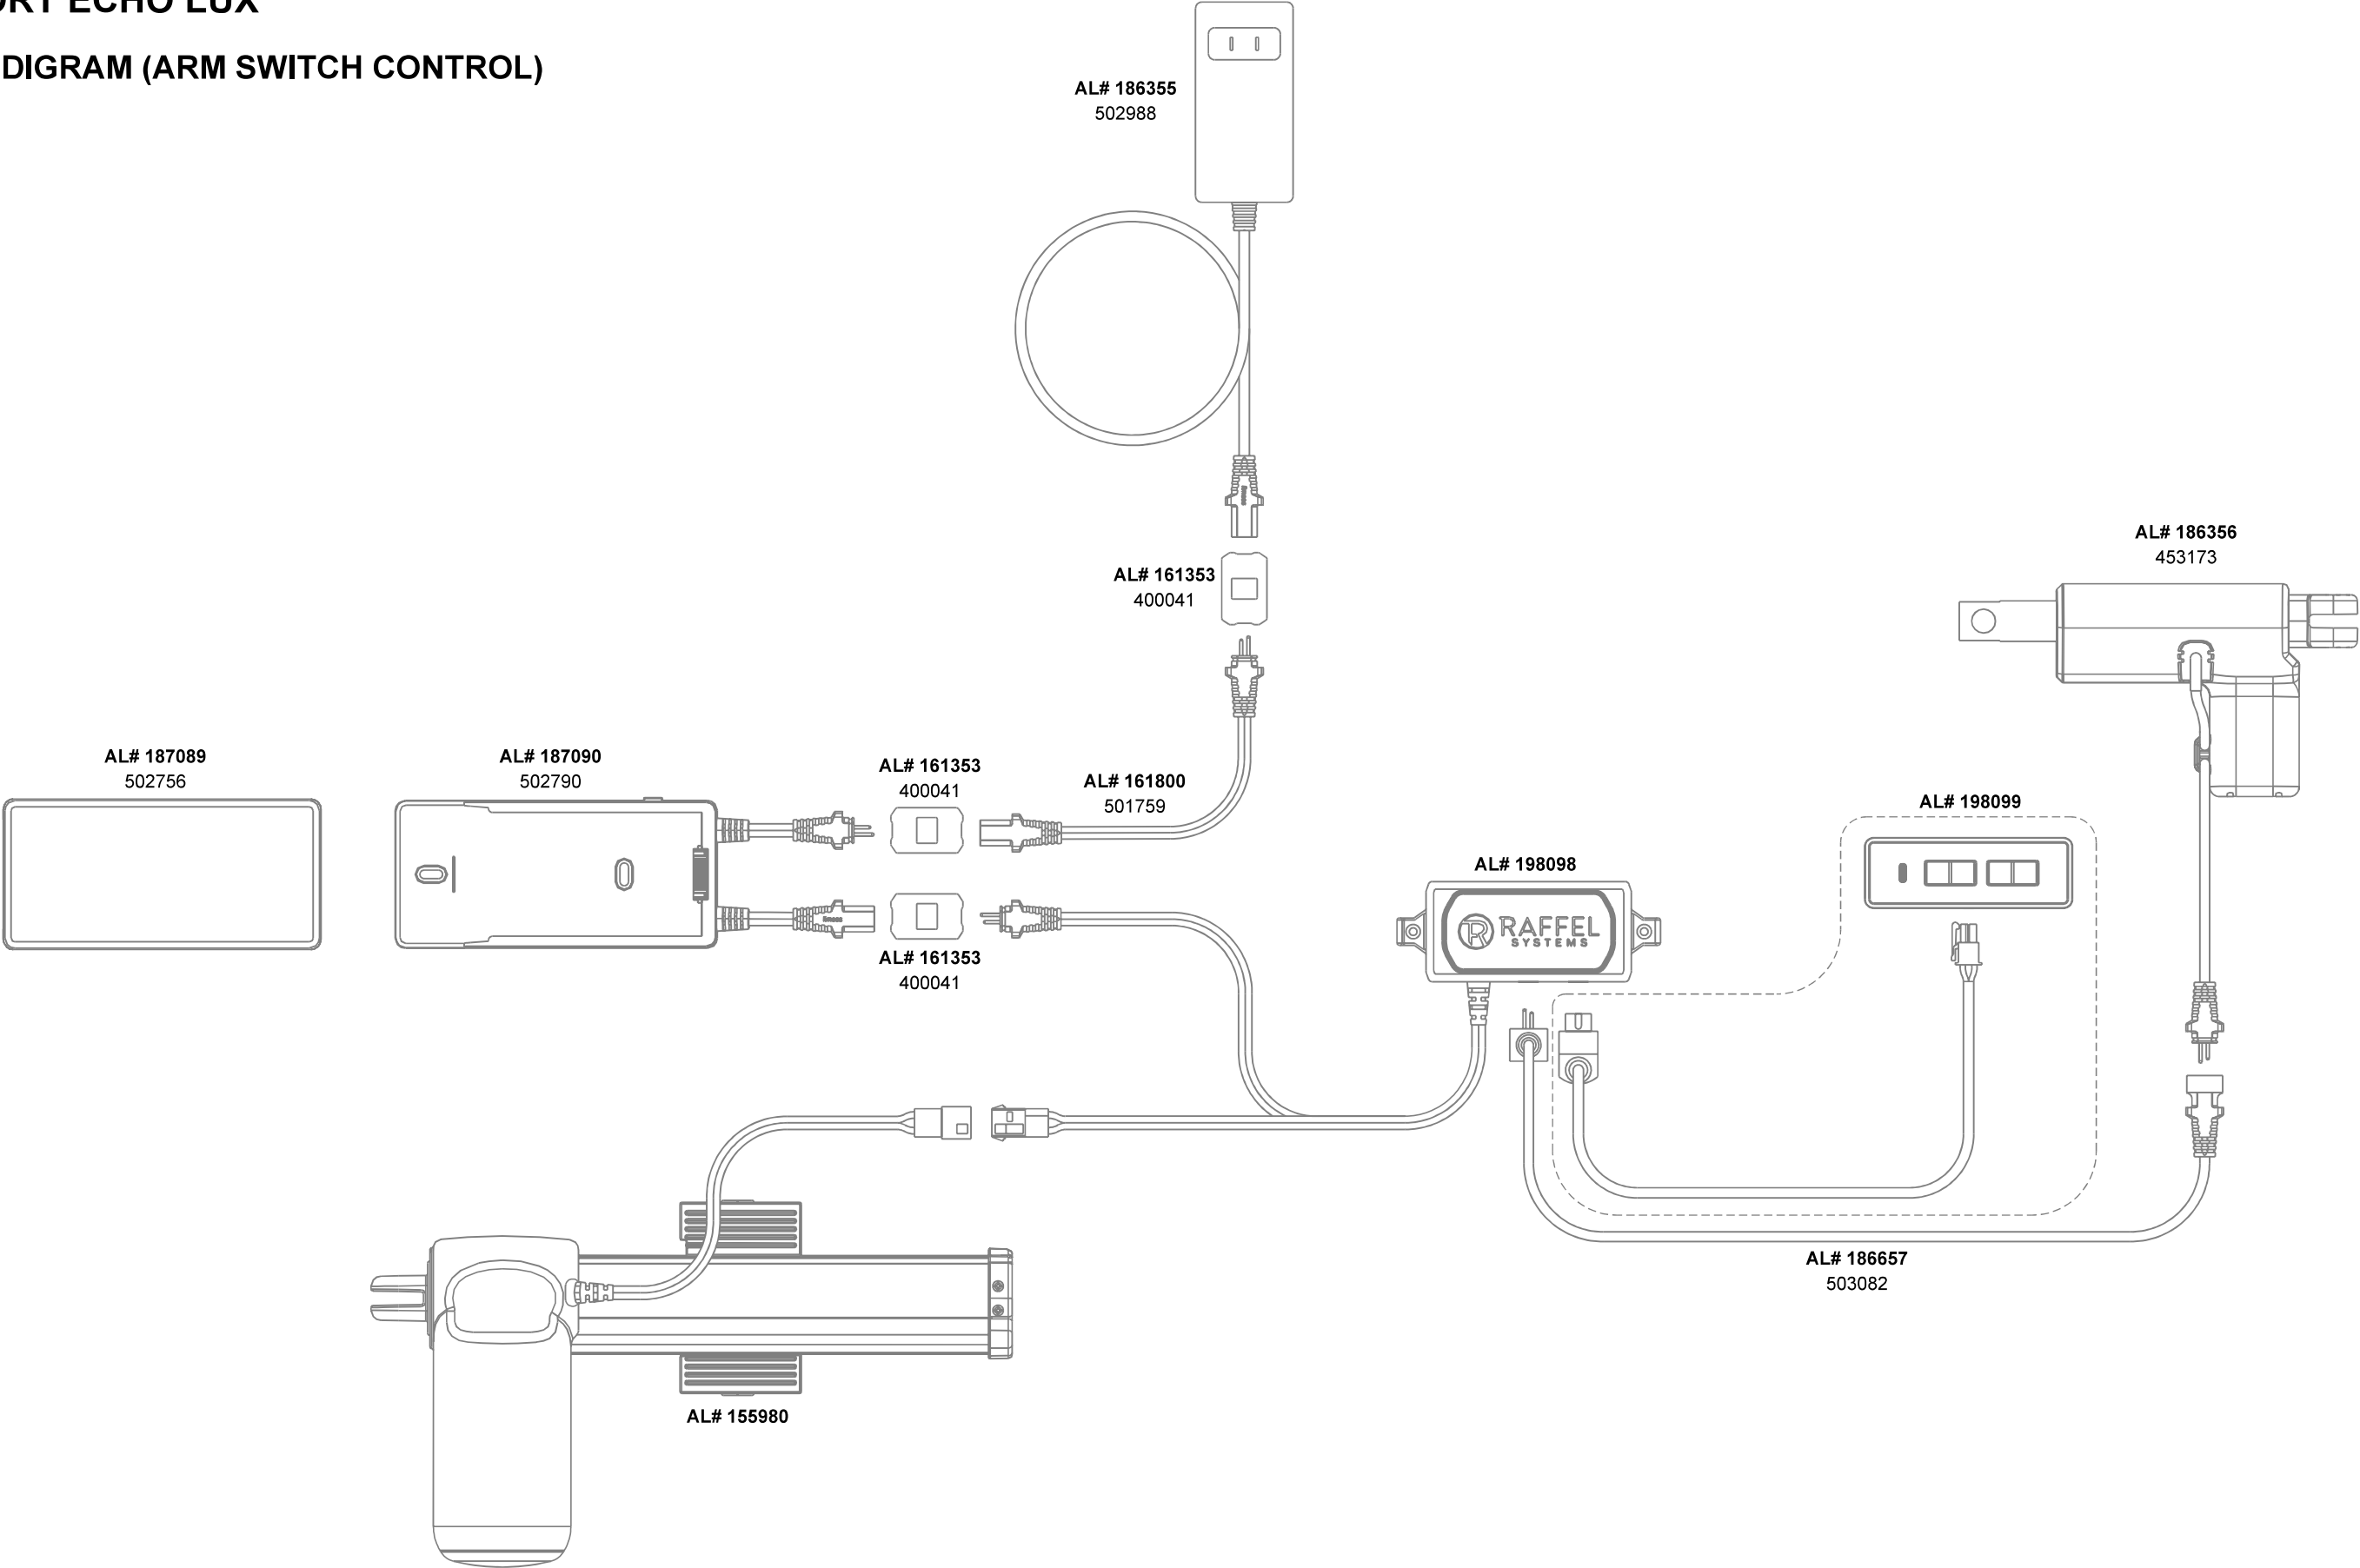 ECHO LUX
DIGRAM (ARM SWITCH CONTROL)
AL# 186355
502988
AL# 186356
453173
AL# 161353
400041
AL# 187089
502756
AL# 187090
502790
AL# 161353
400041
AL# 161800
501759
AL# 198099
AL# 198098
RAFFEL
SYSTEMS
AL# 161353
400041
AL# 186657
503082
AL# 155980